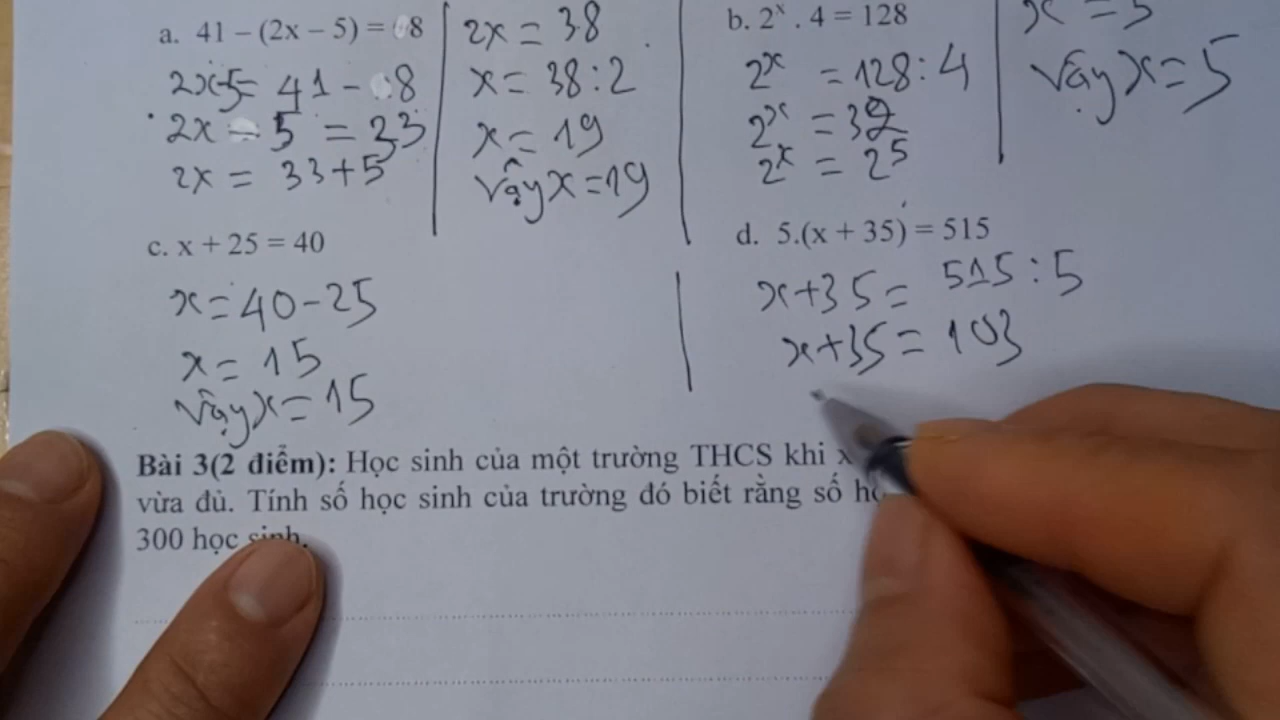 a. 41 – (2x – 5) = 8
2x-5= 41 - 8
2x - 5 = 33
2x = 33+5
2x = 38
x = 38:2
x = 19
Vậy x =19
b. 2ˣ . 4 = 128
2ˣ = 128:4
2ˣ = 32
2ˣ = 2⁵
x = 5
Vậy x = 5
c. x + 25 = 40
x = 40-25
x = 15
Vậy x = 15
d. 5.(x + 35) = 515
x+35 = 515:5
x+35 = 103
Bài 3(2 điểm): Học sinh của một trường THCS khi
vừa đủ. Tính số học sinh của trường đó biết rằng số
300 học sinh.